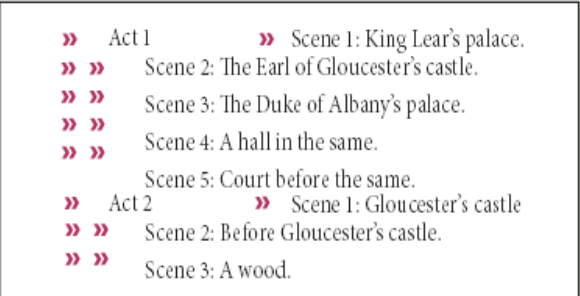 » Act 1 » Scene 1: King Lear's palace.
» » Scene 2: The Earl of Gloucester's castle.
» » Scene 3: The Duke of Albany's palace.
» » Scene 4: A hall in the same.
» » Scene 5: Court before the same.
» Act 2 » Scene 1: Gloucester's castle
» » Scene 2: Before Gloucester's castle.
» » Scene 3: A wood.